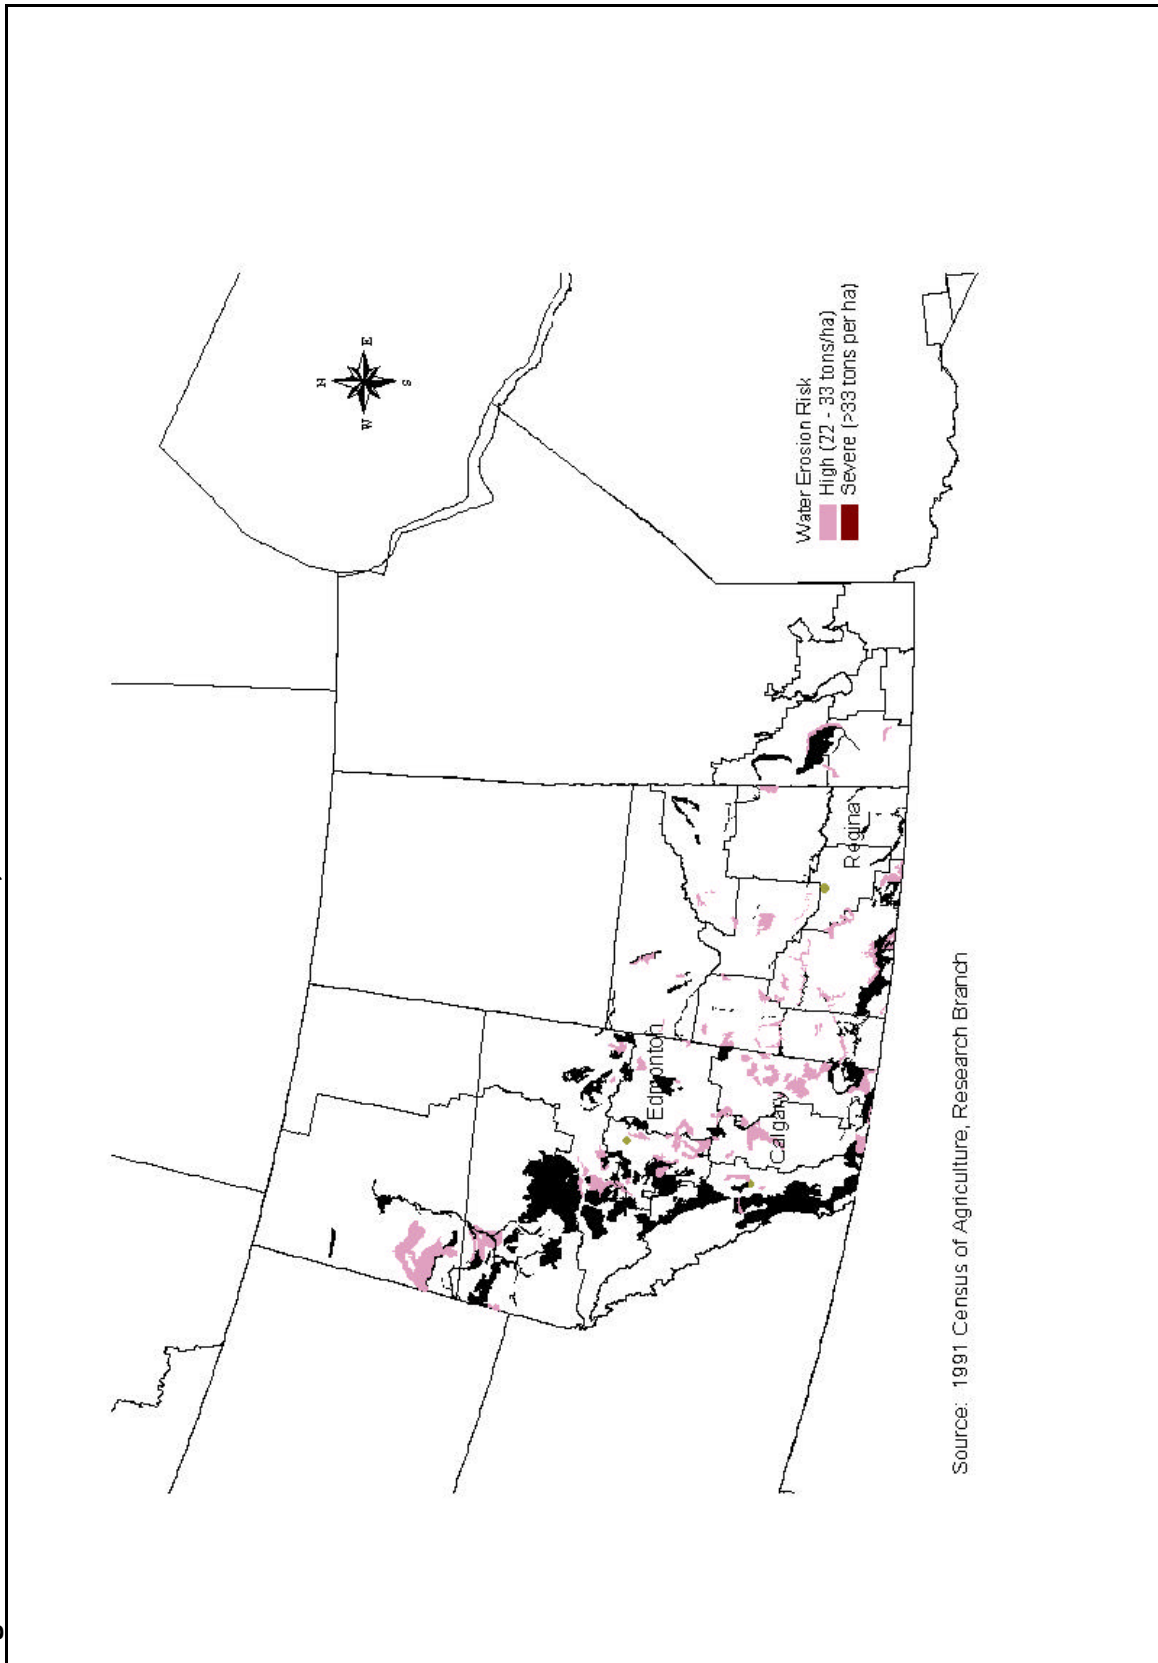 N
W
E
S
Edmonton
Calgary
Regina
Water Erosion Risk
High (22 - 33 tons/ha)
Severe (>33 tons per ha)
Source: 1991 Census of Agriculture, Research Branch